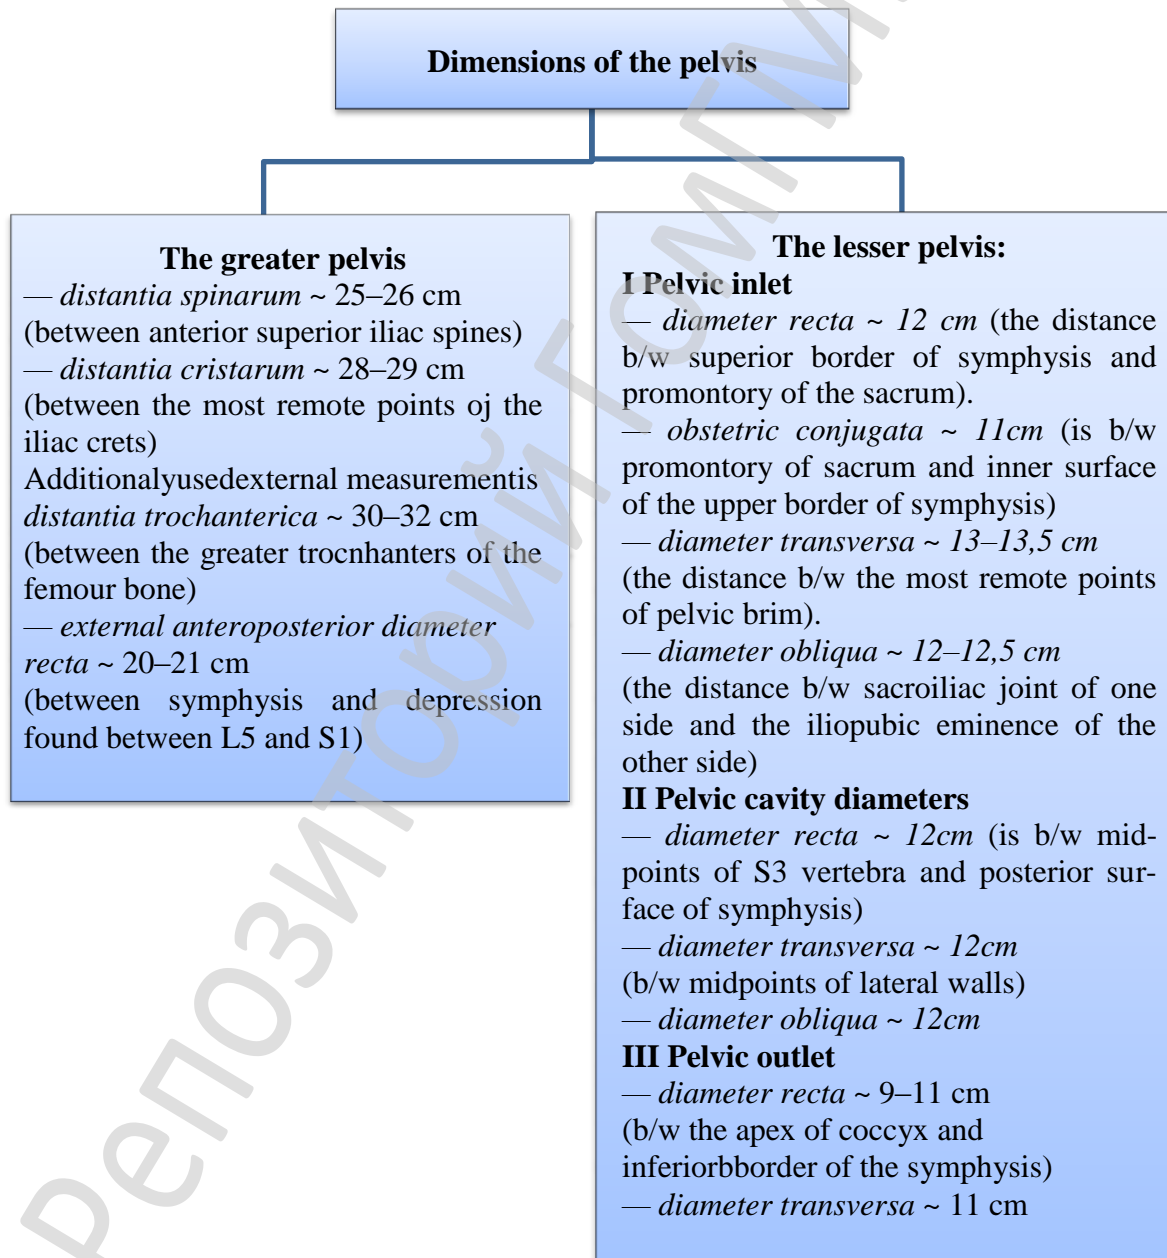 Dimensions of the pelvis
The greater pelvis
— distantia spinarum ~ 25–26 cm
(between anterior superior iliac spines)
— distantia cristarum ~ 28–29 cm
(between the most remote points oj the
iliac crets)
Additionalyusedexternal measurementis
distantia trochanterica ~ 30–32 cm
(between the greater trocnhanters of the
femour bone)
— external anteroposterior diameter
recta ~ 20–21 cm
(between symphysis and depression
found between L5 and S1)
The lesser pelvis:
I Pelvic inlet
— diameter recta ~ 12 cm (the distance
b/w superior border of symphysis and
promontory of the sacrum).
— obstetric conjugata ~ 11cm (is b/w
promontory of sacrum and inner surface
of the upper border of symphysis)
— diameter transversa ~ 13–13,5 cm
(the distance b/w the most remote points
of pelvic brim).
— diameter obliqua ~ 12–12,5 cm
(the distance b/w sacroiliac joint of one
side and the iliopubic eminence of the
other side)
II Pelvic cavity diameters
— diameter recta ~ 12cm (is b/w mid-
points of S3 vertebra and posterior sur-
face of symphysis)
— diameter transversa ~ 12cm
(b/w midpoints of lateral walls)
— diameter obliqua ~ 12cm
III Pelvic outlet
— diameter recta ~ 9–11 cm
(b/w the apex of coccyx and
inferiorbborder of the symphysis)
— diameter transversa ~ 11 cm
Репозиторий ГомГМ